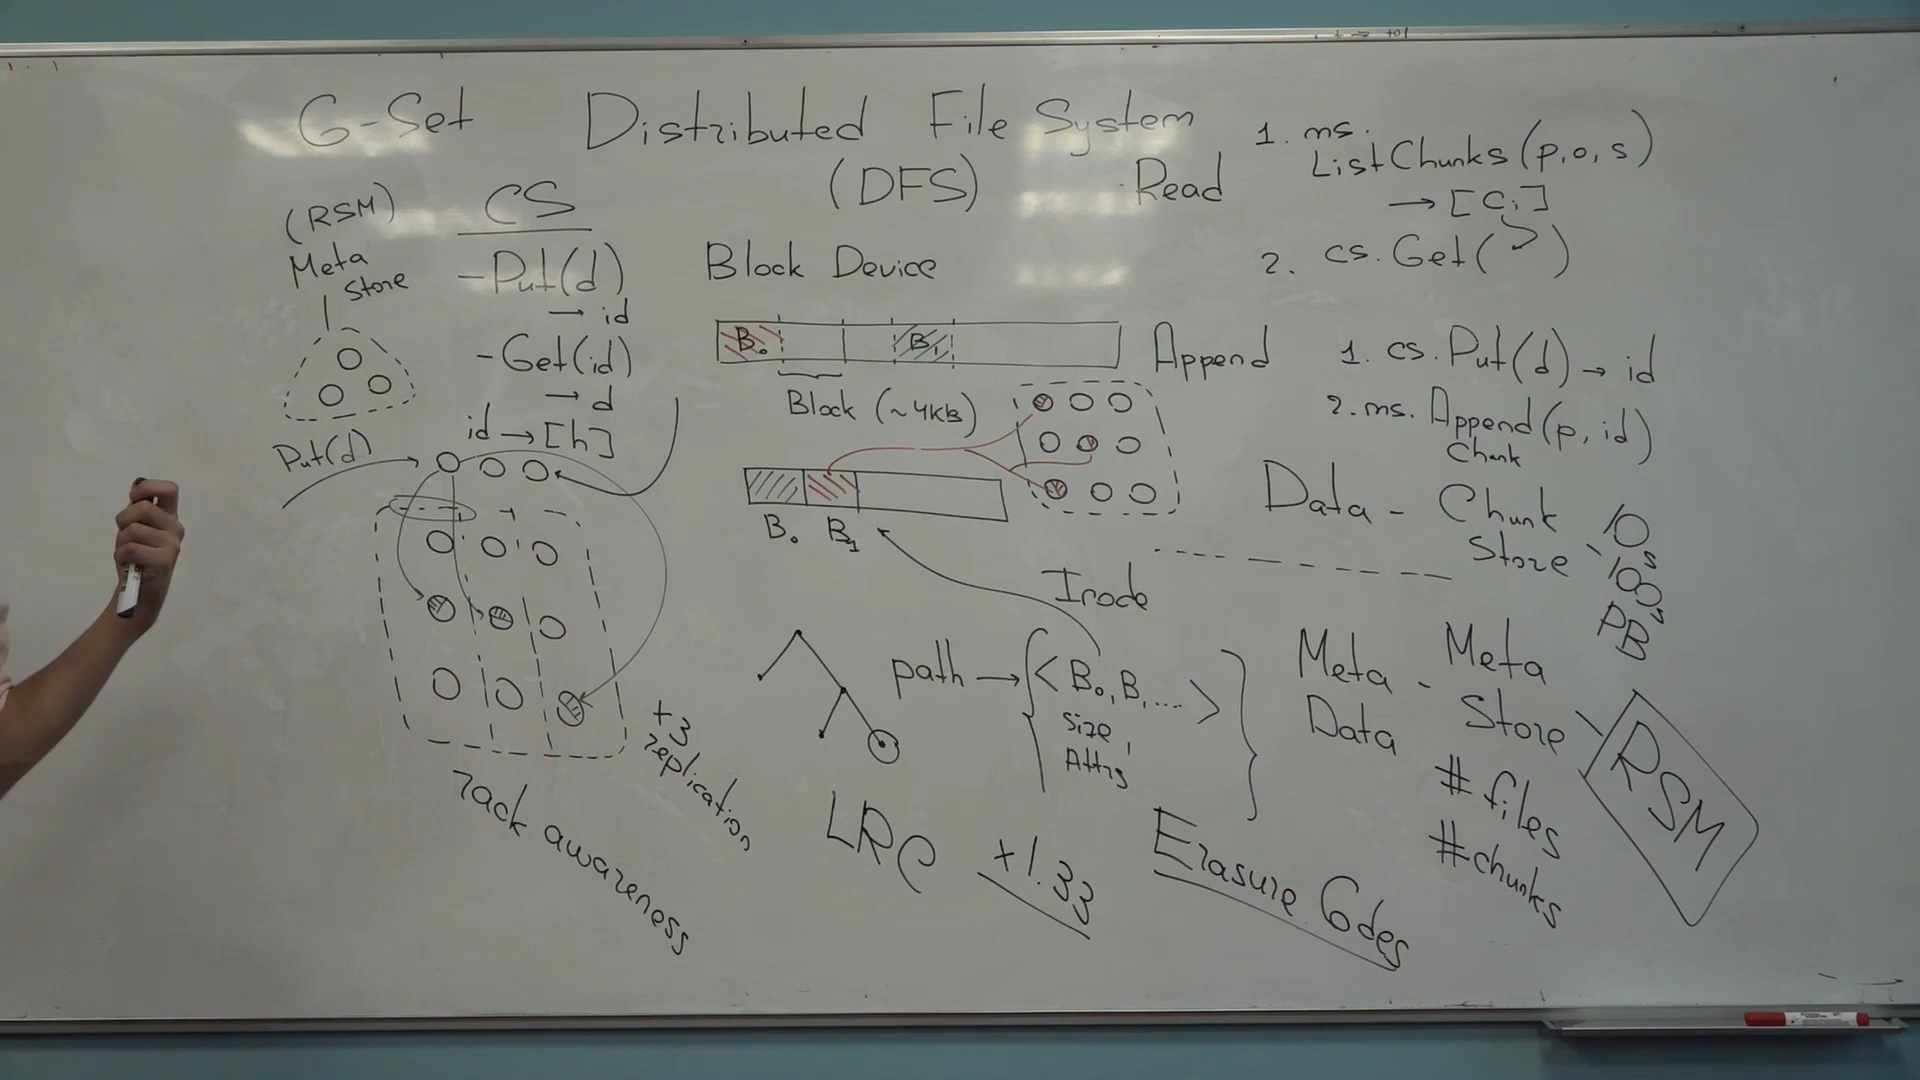 G-Set
Distributed File System
(DFS)
(RSM)
Meta
Store
CS
-Put(d)
→ id
-Get(id)
→ d
id → [h]
Put(d)
rack awareness
+3
replication
Block Device
B₀
B₁
Block (~4KB)
B₀ B₁
Inode
path → { < B₀, B, ... >
Size,
Attrs
LRC
+1.33
Erasure Codes
Read
1. ms.
ListChunks(p, o, s)
→ [cᵢ]
2. cs. Get( )
Append
1. cs. Put(d) → id
2. ms. Append(p, id)
Chunk
Data - Chunk
Store
10s
100s
PB
Meta - Meta
Data Store
RSM
# files
#chunks